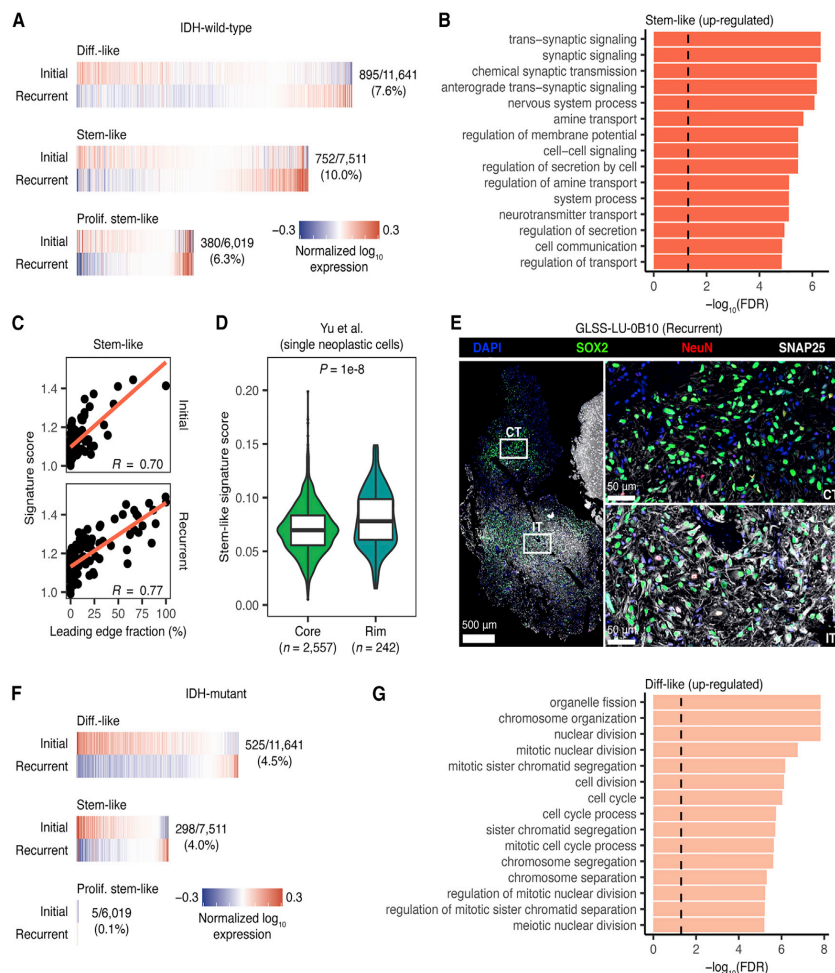 A
IDH-wild-type
Diff.-like
Initial
Recurrent
895/11,641
(7.6%)
Stem-like
Initial
Recurrent
752/7,511
(10.0%)
Prolif. stem-like
Initial
Recurrent
380/6,019
(6.3%)
−0.3
0.3
Normalized log10
expression
B
Stem-like (up-regulated)
trans−synaptic signaling
synaptic signaling
chemical synaptic transmission
anterograde trans−synaptic signaling
nervous system process
amine transport
regulation of membrane potential
cell−cell signaling
regulation of secretion by cell
regulation of amine transport
system process
neurotransmitter transport
regulation of secretion
cell communication
regulation of transport
0 2 4 6
−log10(FDR)
C
Stem-like
Signature score
1.4
1.2
1.0
R = 0.70
Initial
1.4
1.2
1.0
R = 0.77
Recurrent
0 25 50 75 100
Leading edge fraction (%)
D
Yu et al.
(single neoplastic cells)
P = 1e-8
Stem-like signature score
0.20
0.15
0.10
0.05
0.00
Core
(n = 2,557)
Rim
(n = 242)
E
GLSS-LU-0B10 (Recurrent)
DAPI SOX2 NeuN SNAP25
CT
IT
500 μm
50 μm
C
50 μm
IT
F
IDH-mutant
Diff.-like
Initial
Recurrent
525/11,641
(4.5%)
Stem-like
Initial
Recurrent
298/7,511
(4.0%)
Prolif. stem-like
Initial
Recurrent
5/6,019
(0.1%)
−0.3
0.3
Normalized log10
expression
G
Diff-like (up-regulated)
organelle fission
chromosome organization
nuclear division
mitotic nuclear division
mitotic sister chromatid segregation
cell division
cell cycle
cell cycle process
sister chromatid segregation
mitotic cell cycle process
chromosome segregation
chromosome separation
regulation of mitotic nuclear division
regulation of mitotic sister chromatid separation
meiotic nuclear division
0 2 4 6 8
−log10(FDR)